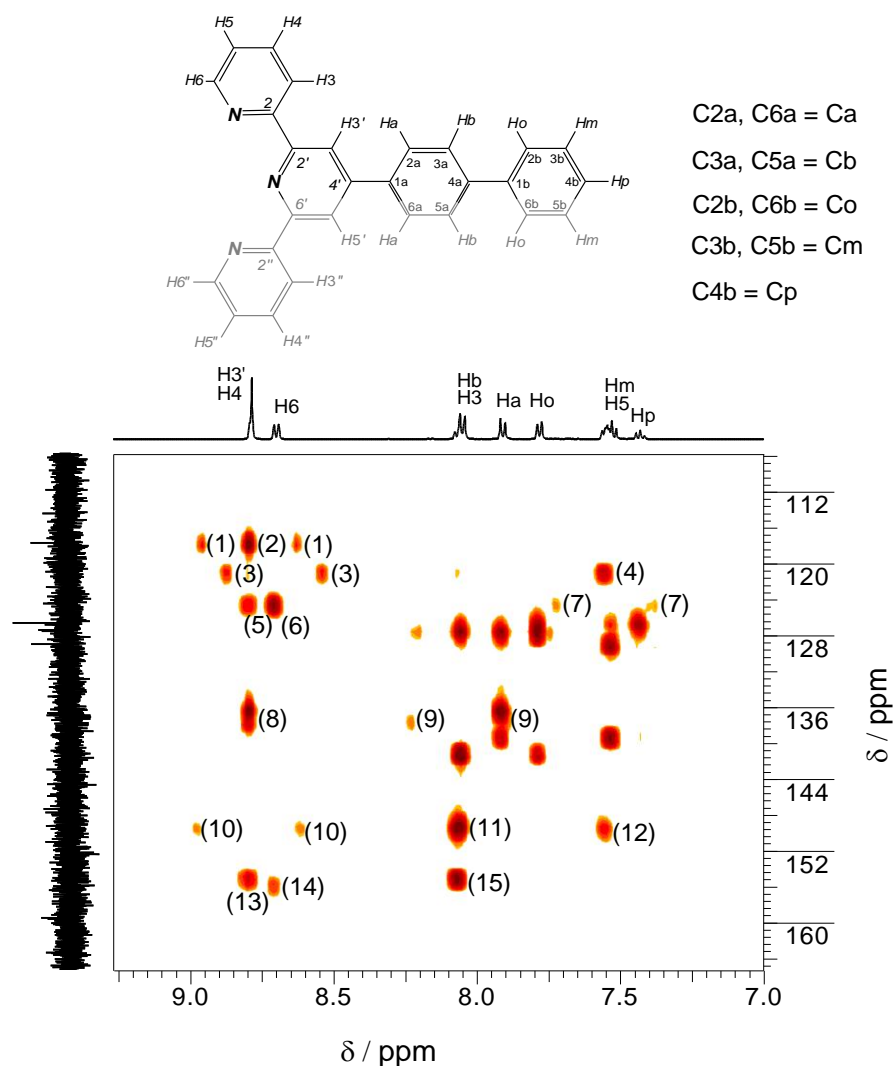 H5 H4
H6 H3
N 2
H3' Ha Hb Ho Hm
2' 2a 3a 2b 3b
N 4' 1a 4a 1b 4b Hp
6' 6a 5a 6b 5b
H5' Ha Hb Ho Hm
N 2"
H6" H3"
H5" H4"
C2a, C6a = Ca
C3a, C5a = Cb
C2b, C6b = Co
C3b, C5b = Cm
C4b = Cp
H3'
H4
H6
Hb
H3
Ha
Ho
Hm
H5
Hp
(1) (2) (1)
(3) (3) (4)
(5) (6) (7) (7)
(8) (9) (9)
(10) (10) (11) (12)
(13) (14) (15)
112
120
128
136
144
152
160
δ / ppm
9.0 8.5 8.0 7.5 7.0
δ / ppm